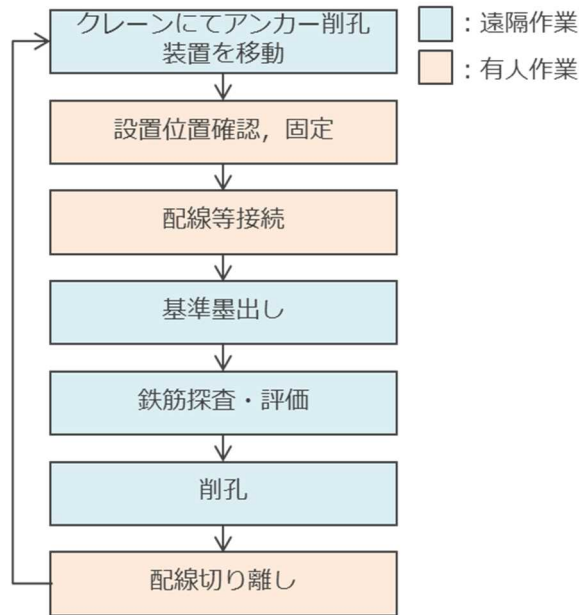 クレーンにてアンカー削孔
装置を移動
設置位置確認，固定
配線等接続
基準墨出し
鉄筋探査・評価
削孔
配線切り離し
：遠隔作業
：有人作業